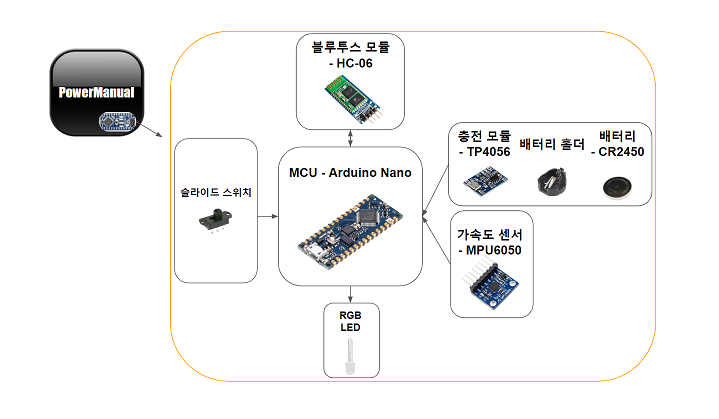 PowerManual
블루투스 모듈
- HC-06
슬라이드 스위치
MCU - Arduino Nano
충전 모듈
- TP4056
배터리 홀더
배터리
- CR2450
가속도 센서
- MPU6050
RGB
LED